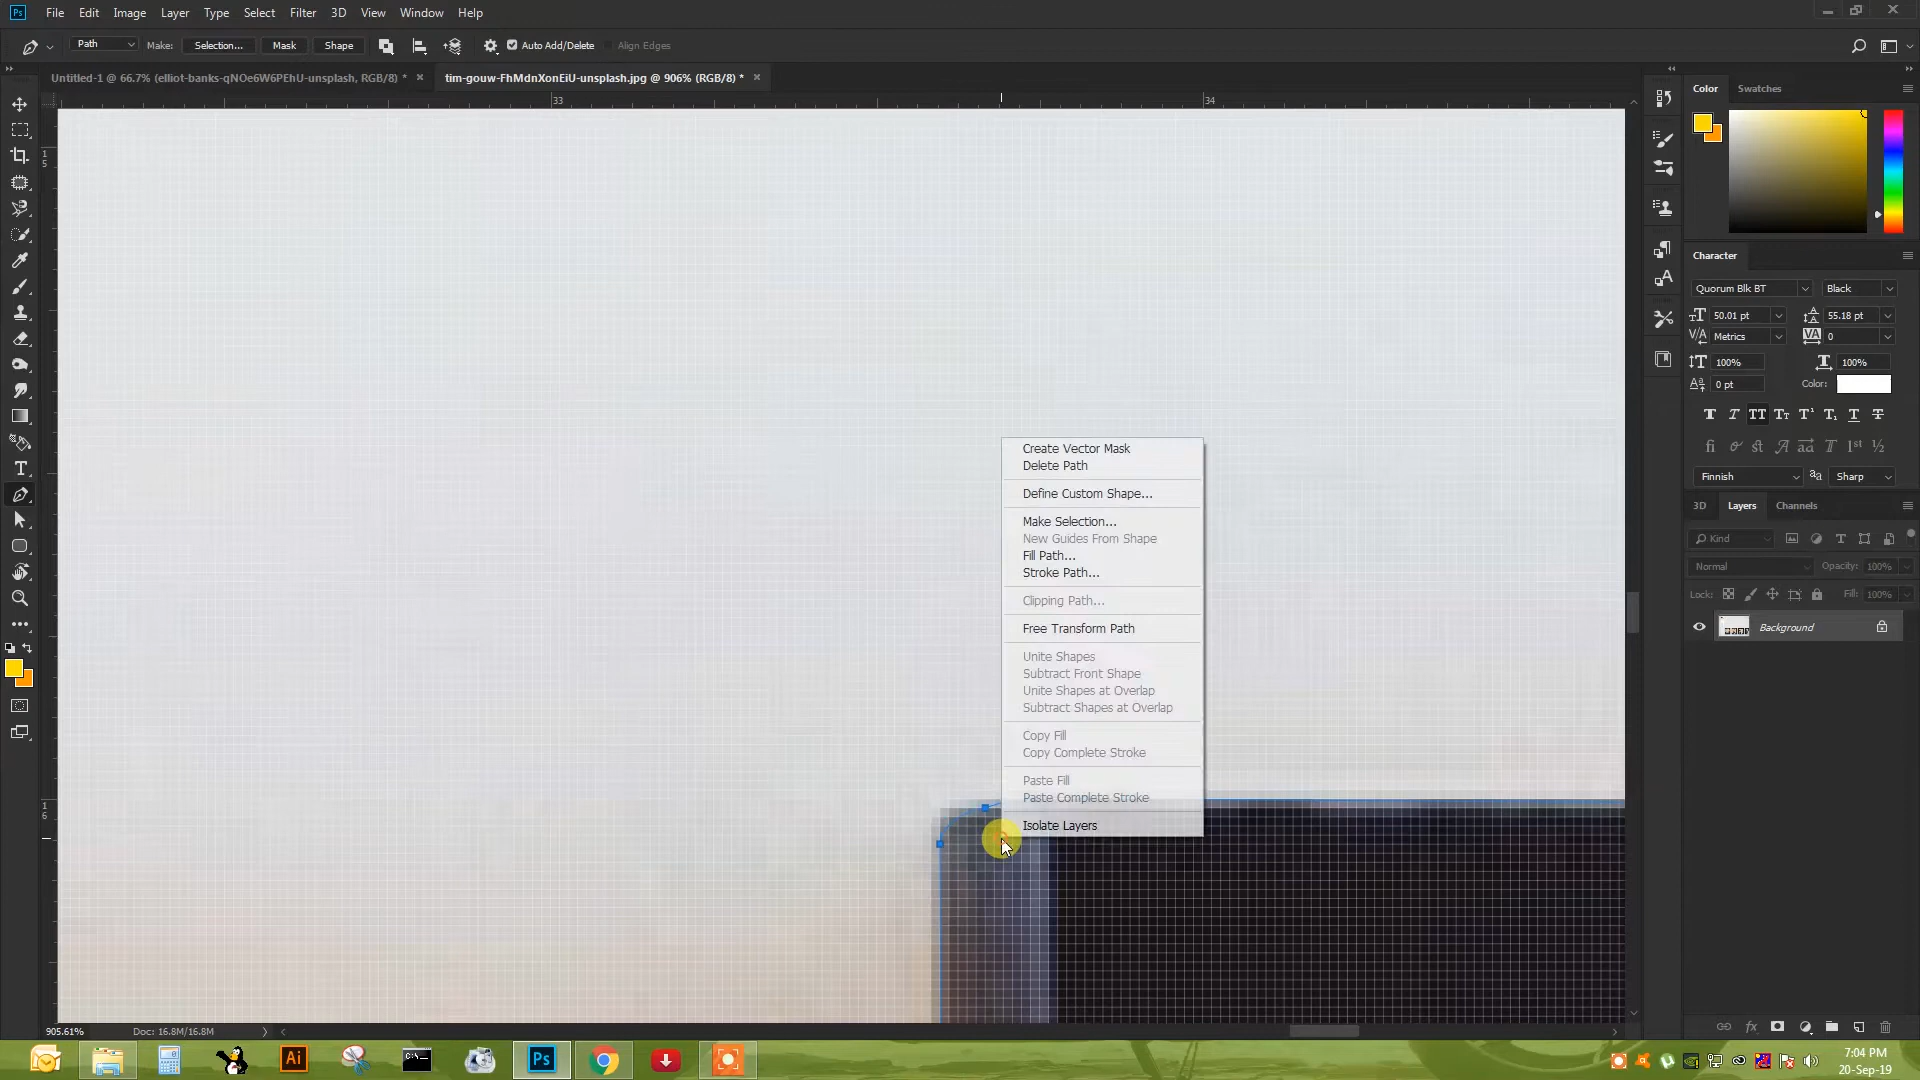 Ps File Edit Image Layer Type Select Filter 3D View Window Help
Path Make: Selection... Mask Shape Auto Add/Delete Align Edges
Untitled-1 @ 66.7% (elliot-banks-qNOe6W6PEhU-unsplash, RGB/8) * × tim-gouw-FhMdnXonEiU-unsplash.jpg @ 906% (RGB/8) * ×
33 34
15
16
Create Vector Mask
Delete Path
Define Custom Shape...
Make Selection...
New Guides From Shape
Fill Path...
Stroke Path...
Clipping Path...
Free Transform Path
Unite Shapes
Subtract Front Shape
Unite Shapes at Overlap
Subtract Shapes at Overlap
Copy Fill
Copy Complete Stroke
Paste Fill
Paste Complete Stroke
Isolate Layers
Color Swatches
Character
Quorum Blk BT Black
50.01 pt 55.18 pt
Metrics 0
100% 100%
0 pt Color:
Finnish Sharp
3D Layers Channels
Kind
Normal Opacity: 100%
Lock: Fill: 100%
Background
905.61% Doc: 16.8M/16.8M
Ai Ps
7:04 PM
20-Sep-19